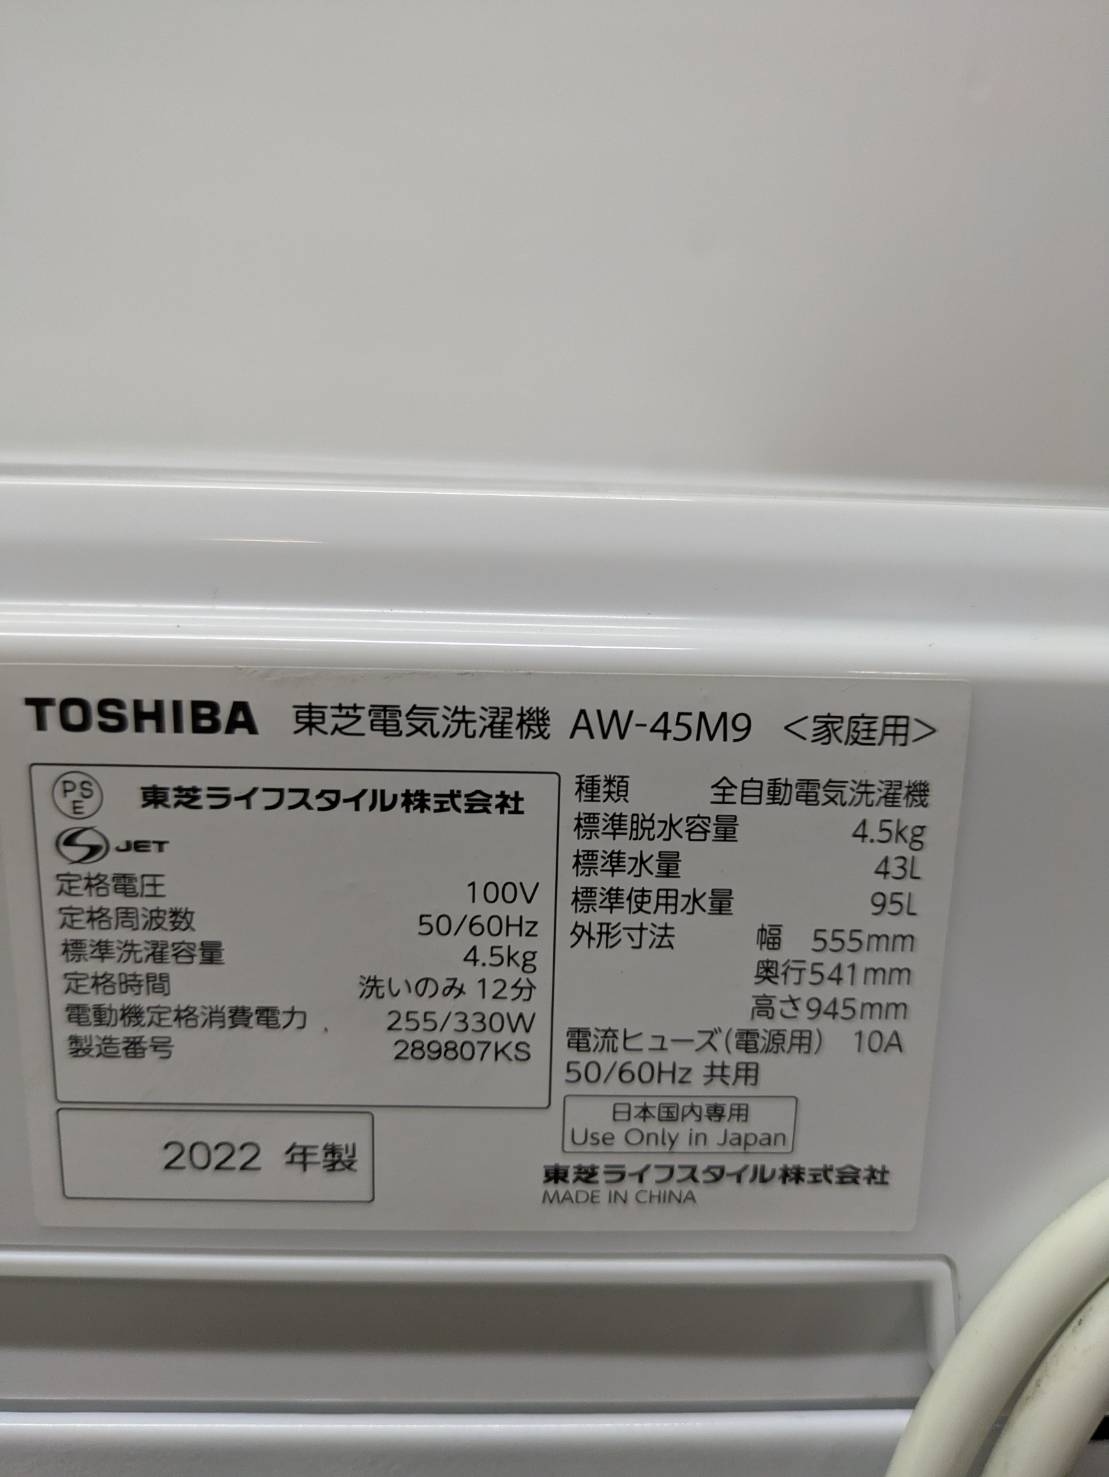 TOSHIBA 東芝電気洗濯機 AW-45M9 <家庭用>
PS
E
東芝ライフスタイル株式会社
JET
定格電圧 100V
定格周波数 50/60Hz
標準洗濯容量 4.5kg
定格時間 洗いのみ 12分
電動機定格消費電力 255/330W
製造番号 289807KS
2022 年製
種類 全自動電気洗濯機
標準脱水容量 4.5kg
標準水量 43L
標準使用水量 95L
外形寸法 幅 555mm
奥行541mm
高さ945mm
電流ヒューズ(電源用) 10A
50/60Hz 共用
日本国内専用
Use Only in Japan
東芝ライフスタイル株式会社
MADE IN CHINA